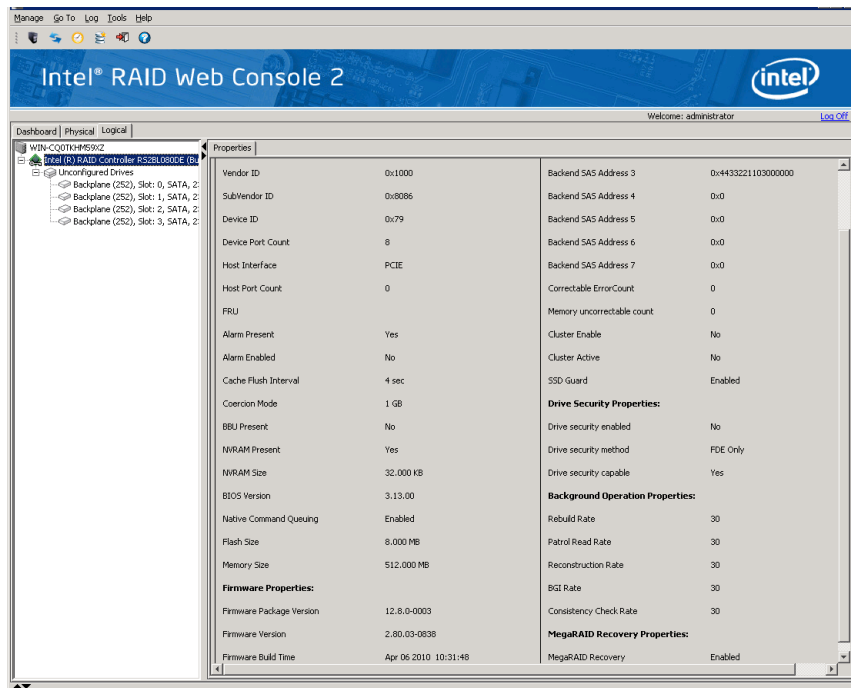 Manage Go To Log Tools Help
Intel® RAID Web Console 2
intel
Welcome: administrator Log Off
Dashboard Physical Logical
WIN-CQ0TKHM59XZ
Intel (R) RAID Controller RS2BL080DE (Bu
Unconfigured Drives
Backplane (252), Slot: 0, SATA, 2
Backplane (252), Slot: 1, SATA, 2
Backplane (252), Slot: 2, SATA, 2
Backplane (252), Slot: 3, SATA, 2
Properties
Vendor ID 0x1000
SubVendor ID 0x8086
Device ID 0x79
Device Port Count 8
Host Interface PCIE
Host Port Count 0
FRU
Alarm Present Yes
Alarm Enabled No
Cache Flush Interval 4 sec
Coercion Mode 1 GB
BBU Present No
NVRAM Present Yes
NVRAM Size 32.000 KB
BIOS Version 3.13.00
Native Command Queuing Enabled
Flash Size 8.000 MB
Memory Size 512.000 MB
Firmware Properties:
Firmware Package Version 12.8.0-0003
Firmware Version 2.80.03-0838
Firmware Build Time Apr 06 2010 10:31:48
Backend SAS Address 3 0x4433221103000000
Backend SAS Address 4 0x0
Backend SAS Address 5 0x0
Backend SAS Address 6 0x0
Backend SAS Address 7 0x0
Correctable ErrorCount 0
Memory uncorrectable count 0
Cluster Enable No
Cluster Active No
SSD Guard Enabled
Drive Security Properties:
Drive security enabled No
Drive security method FDE Only
Drive security capable Yes
Background Operation Properties:
Rebuild Rate 30
Patrol Read Rate 30
Reconstruction Rate 30
BGI Rate 30
Consistency Check Rate 30
MegaRAID Recovery Properties:
MegaRAID Recovery Enabled